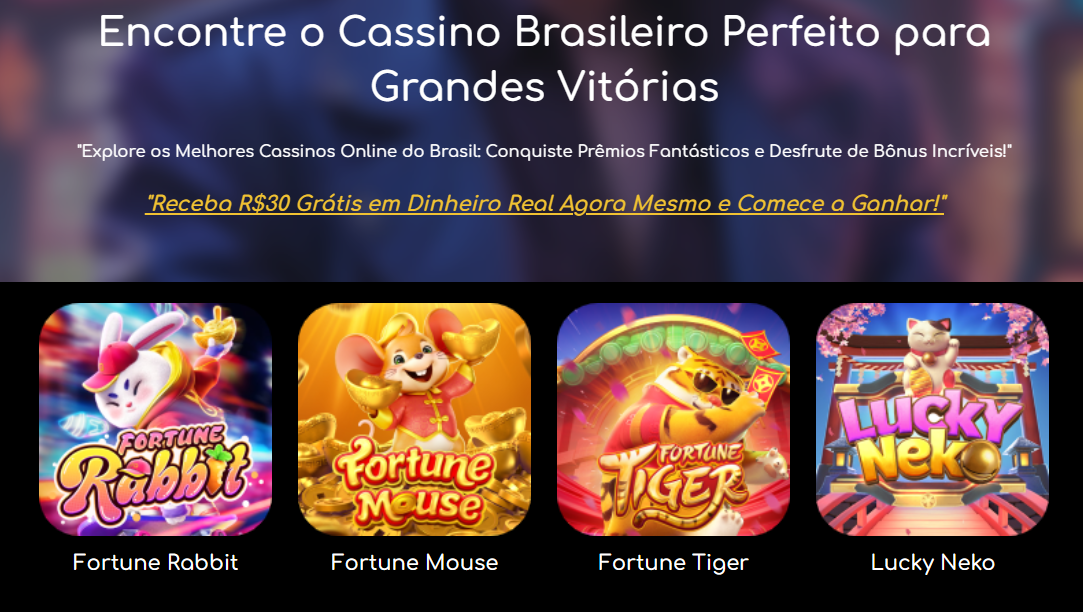 Encontre o Cassino Brasileiro Perfeito para
Grandes Vitórias
"Explore os Melhores Cassinos Online do Brasil: Conquiste Prêmios Fantásticos e Desfrute de Bônus Incríveis!"
"Receba R$30 Grátis em Dinheiro Real Agora Mesmo e Comece a Ganhar!"
FORTUNE
Rabbit
Fortune
Mouse
FORTUNE
TIGER
LUCKY
Neko
Fortune Rabbit
Fortune Mouse
Fortune Tiger
Lucky Neko